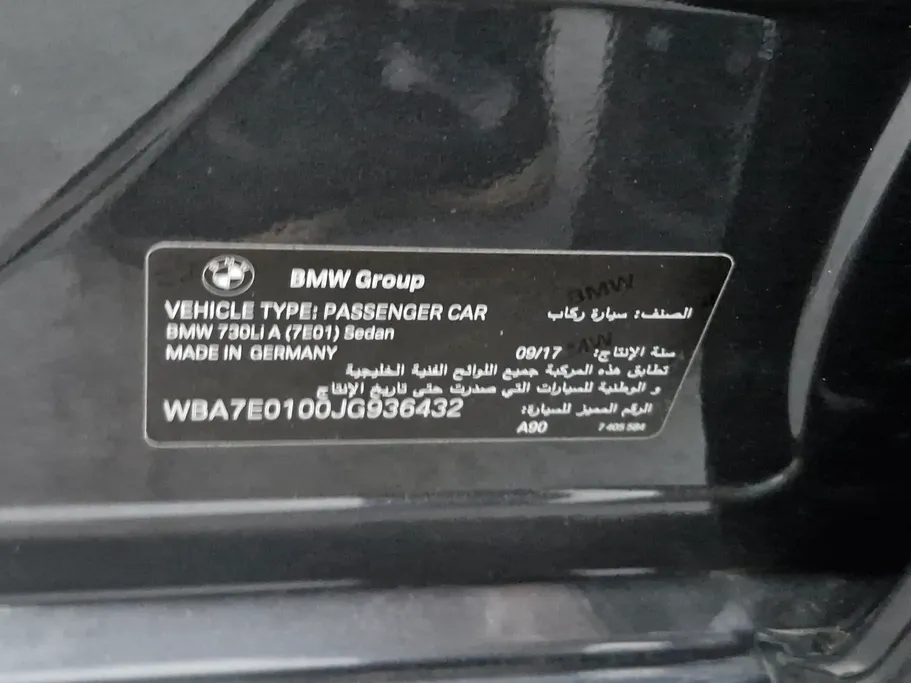 BMW Group
VEHICLE TYPE: PASSENGER CAR الصنف: سيارة ركاب
BMW 730Li A (7E01) Sedan
MADE IN GERMANY 09/17 سنة الإنتاج:
تطابق هذه المركبة جميع اللوائح الفنية الخليجية
و الوطنية للسيارات التي صدرت حتى تاريخ الإنتاج
WBA7E0100JG936432 الرقم المميز للسيارة:
A90 7 405 584